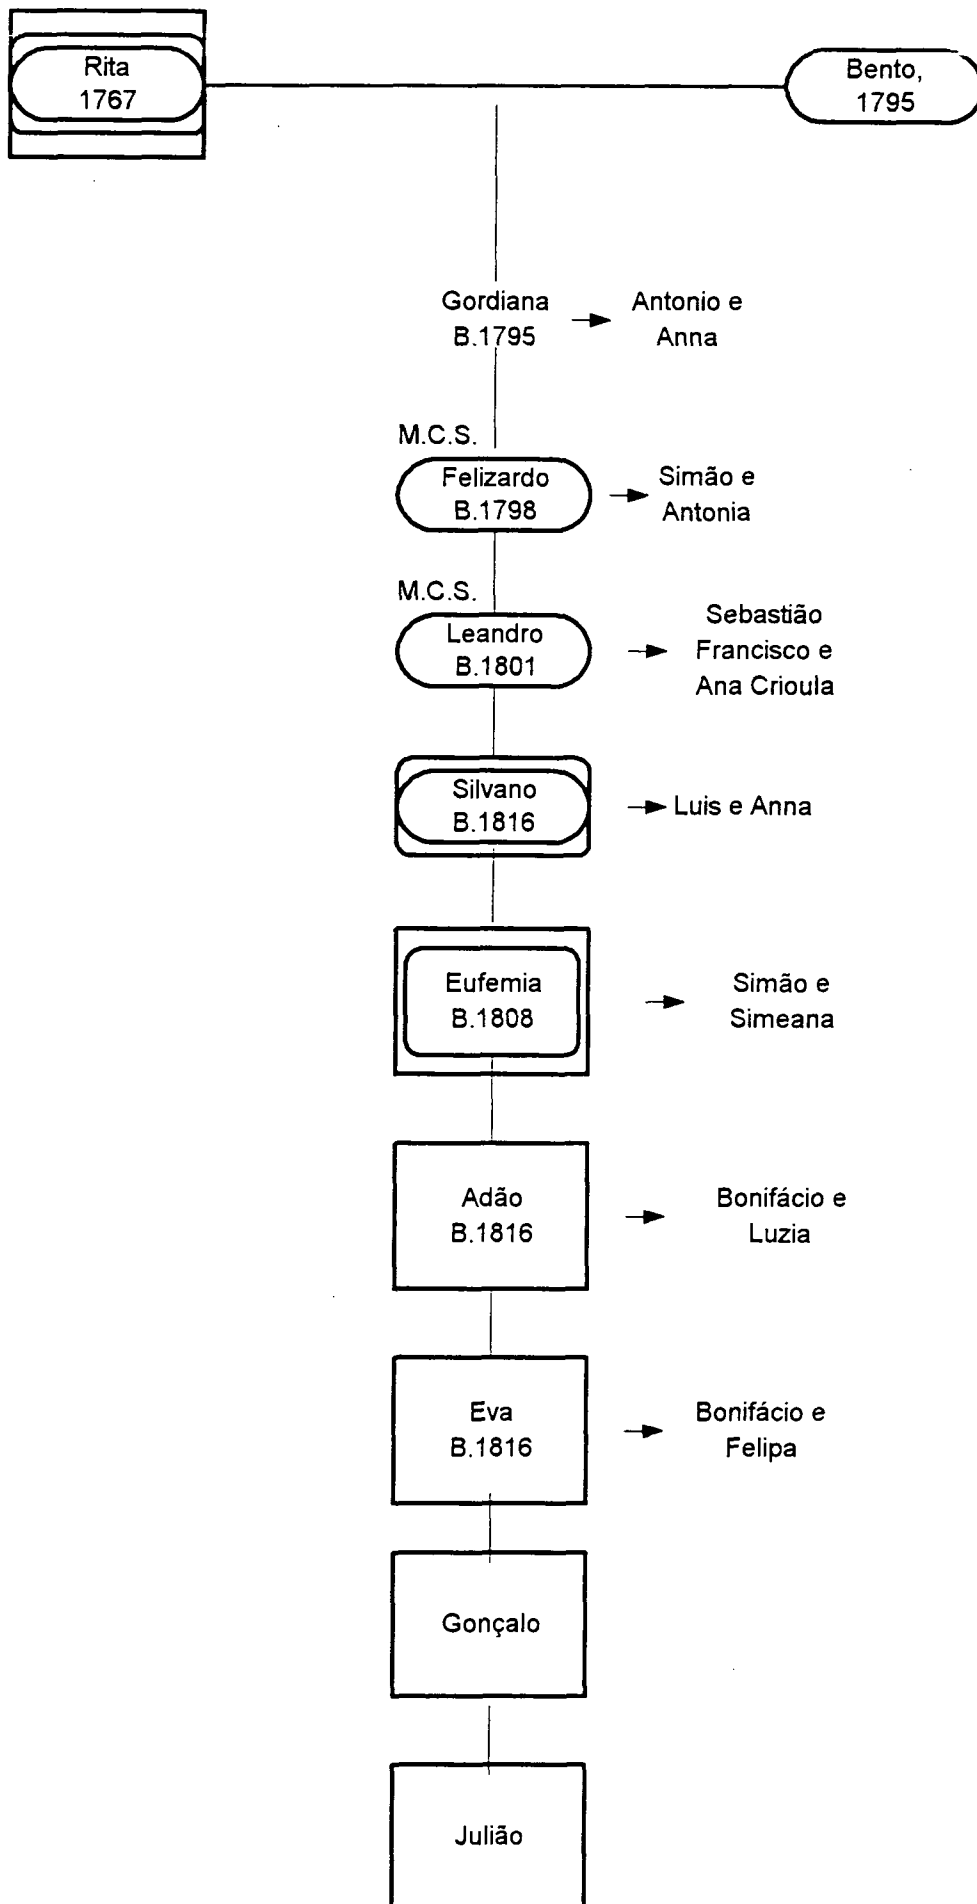 Rita
1767
Bento,
1795
Gordiana
B.1795
Antonio e
Anna
M.C.S.
Felizardo
B.1798
Simão e
Antonia
M.C.S.
Leandro
B.1801
Sebastião
Francisco e
Ana Crioula
Silvano
B.1816
Luis e Anna
Eufemia
B.1808
Simão e
Simeana
Adão
B.1816
Bonifácio e
Luzia
Eva
B.1816
Bonifácio e
Felipa
Gonçalo
Julião